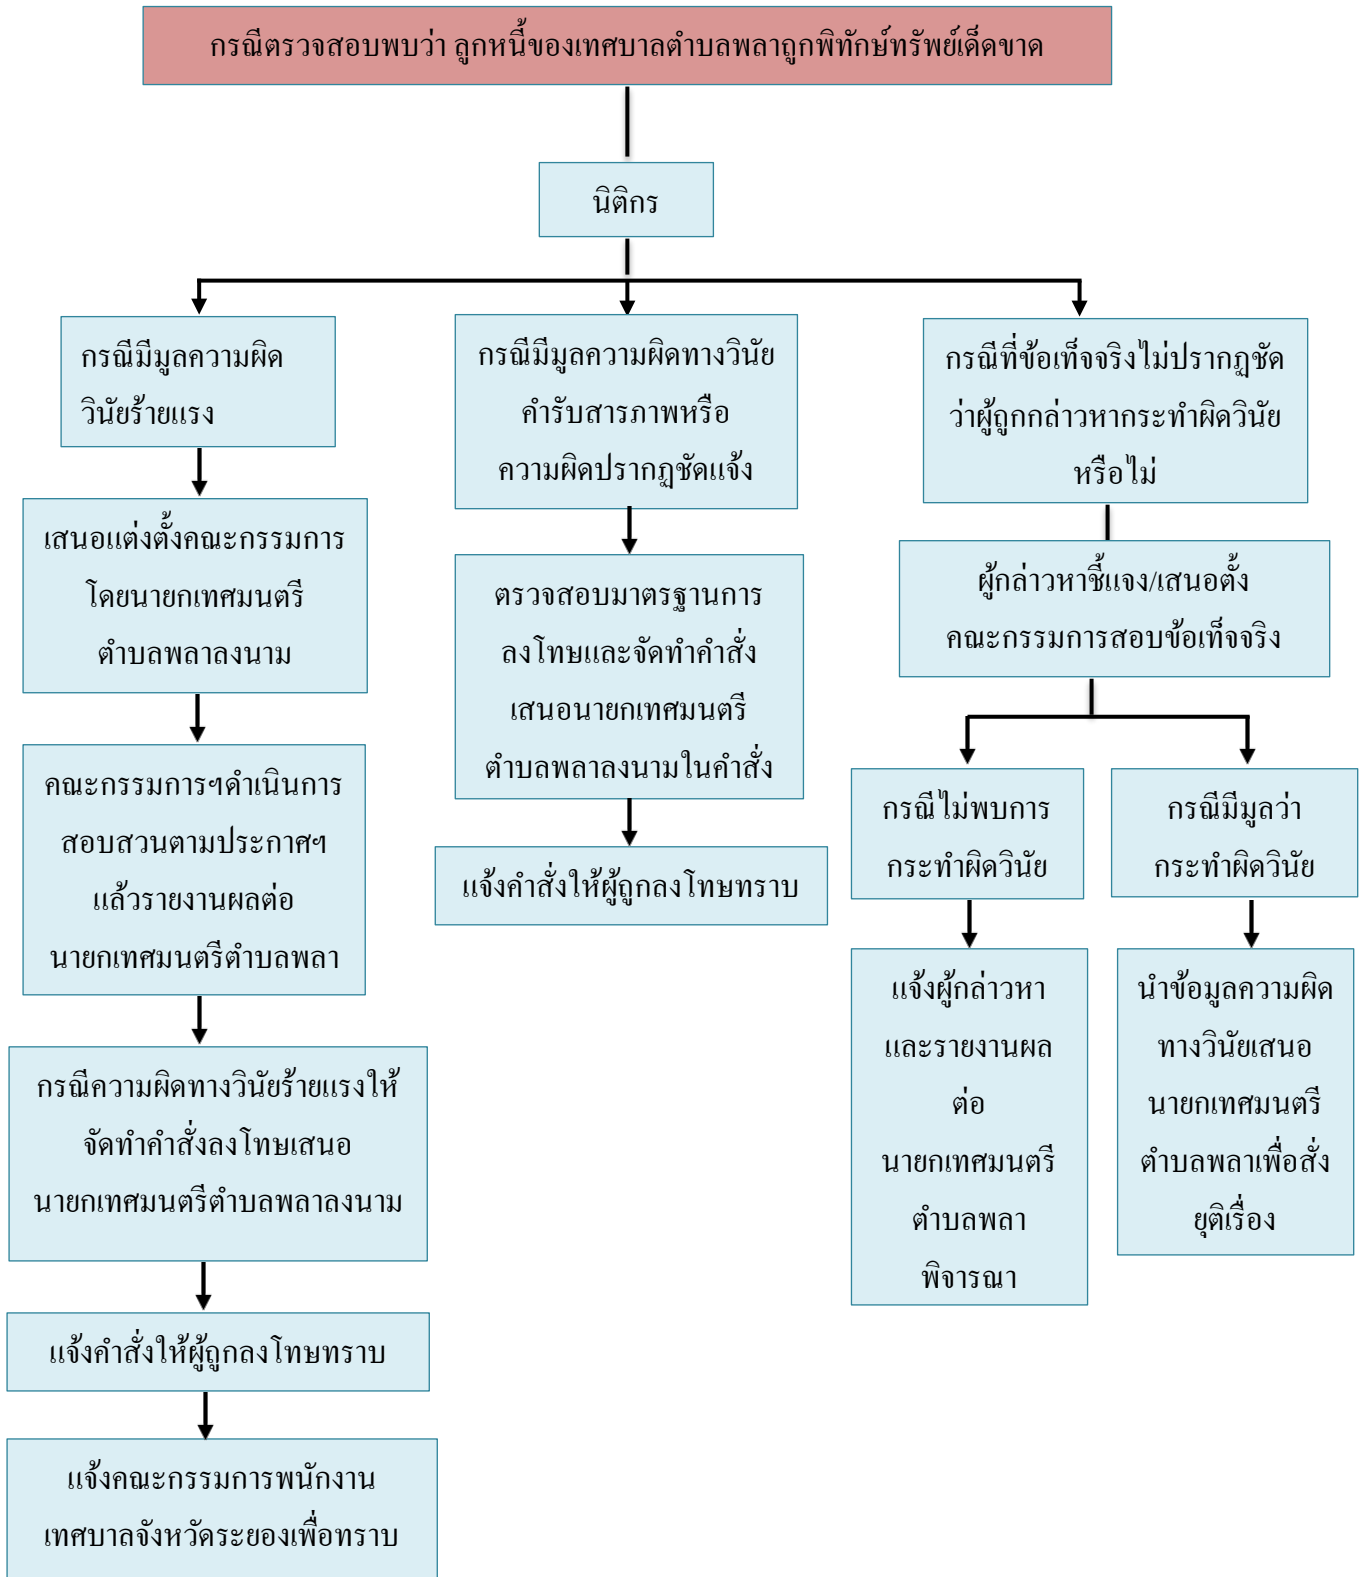 กรณีตรวจสอบพบว่า ลูกหนี้ของเทศบาลตำบลพลาถูกพิทักษ์ทรัพย์เด็ดขาด
นิติกร
กรณีมีมูลความผิด
วินัยร้ายแรง
เสนอแต่งตั้งคณะกรรมการ
โดยนายกเทศมนตรี
ตำบลพลาลงนาม
คณะกรรมการฯดำเนินการ
สอบสวนตามประกาศฯ
แล้วรายงานผลต่อ
นายกเทศมนตรีตำบลพลา
กรณีความผิดทางวินัยร้ายแรงให้
จัดทำคำสั่งลงโทษเสนอ
นายกเทศมนตรีตำบลพลาลงนาม
แจ้งคำสั่งให้ผู้ถูกลงโทษทราบ
แจ้งคณะกรรมการพนักงาน
เทศบาลจังหวัดระยองเพื่อทราบ
กรณีมีมูลความผิดทางวินัย
คำรับสารภาพหรือ
ความผิดปรากฏชัดแจ้ง
ตรวจสอบมาตรฐานการ
ลงโทษและจัดทำคำสั่ง
เสนอนายกเทศมนตรี
ตำบลพลาลงนามในคำสั่ง
แจ้งคำสั่งให้ผู้ถูกลงโทษทราบ
กรณีที่ข้อเท็จจริงไม่ปรากฏชัด
ว่าผู้ถูกกล่าวหากระทำผิดวินัย
หรือไม่
ผู้กล่าวหาชี้แจง/เสนอตั้ง
คณะกรรมการสอบข้อเท็จจริง
กรณีไม่พบการ
กระทำผิดวินัย
แจ้งผู้กล่าวหา
และรายงานผล
ต่อ
นายกเทศมนตรี
ตำบลพลา
พิจารณา
กรณีมีมูลว่า
กระทำผิดวินัย
นำข้อมูลความผิด
ทางวินัยเสนอ
นายกเทศมนตรี
ตำบลพลาเพื่อสั่ง
ยุติเรื่อง